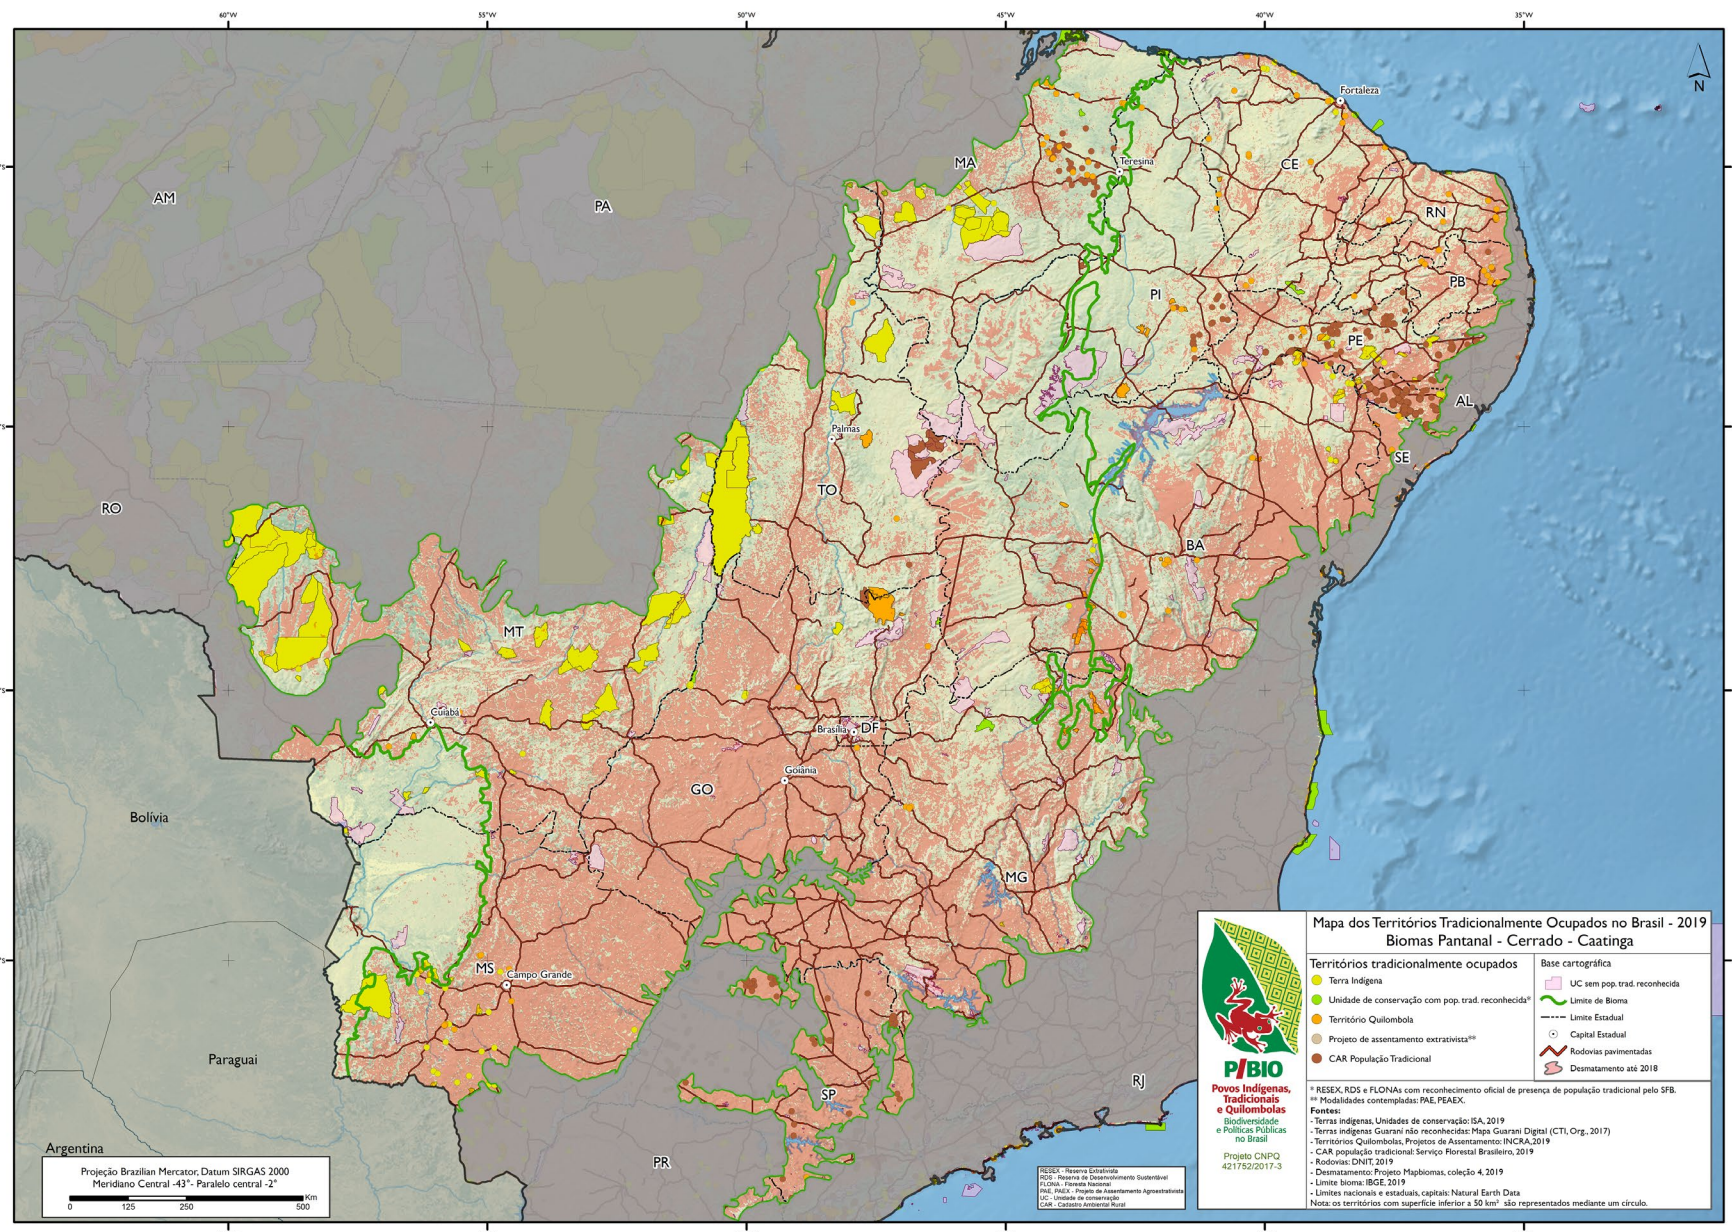 60°W 55°W 50°W 45°W 40°W 35°W
N
Fortaleza
MA
Teresina
CE
AM
PA
RN
PB
PI
PE
AL
Palmas
SE
TO
RO
BA
MT
Cuiabá
Brasília
DF
Goiânia
GO
Bolívia
MG
MS
Campo Grande
Paraguai
RJ
SP
Argentina
PR
Projeção Brazilian Mercator, Datum SIRGAS 2000
Meridiano Central -43°- Paralelo central -2°
Km
0 125 250 500
RESEX - Reserva Extrativista
RDS - Reserva de Desenvolvimento Sustentável
FLONA - Floresta Nacional
PAE, PAEX - Projeto de Assentamento Agroextrativista
UC - Unidade de conservação
CAR - Cadastro Ambiental Rural
P/BIO
Povos Indígenas,
Tradicionais
e Quilombolas
Biodiversidade
e Políticas Públicas
no Brasil
Projeto CNPQ
421752/2017-3
Mapa dos Territórios Tradicionalmente Ocupados no Brasil - 2019
Biomas Pantanal - Cerrado - Caatinga
Territórios tradicionalmente ocupados
Terra Indígena
Unidade de conservação com pop. trad. reconhecida*
Território Quilombola
Projeto de assentamento extrativista**
CAR População Tradicional
Base cartográfica
UC sem pop. trad. reconhecida
Limite de Bioma
Limite Estadual
Capital Estadual
Rodovias pavimentadas
Desmatamento até 2018
* RESEX, RDS e FLONAs com reconhecimento oficial de presença de população tradicional pelo SFB.
** Modalidades contempladas: PAE, PEAEX.
Fontes:
- Terras indígenas, Unidades de conservação: ISA, 2019
- Terras indígenas Guaraní não reconhecidas: Mapa Guarani Digital (CTI, Org., 2017)
- Territórios Quilombolas, Projetos de Assentamento: INCRA,2019
- CAR população tradicional: Serviço Florestal Brasileiro, 2019
- Rodovias: DNIT, 2019
- Desmatamento: Projeto Mapbiomas, coleção 4, 2019
- Limite bioma: IBGE, 2019
- Limites nacionais e estaduais, capitais: Natural Earth Data
Nota: os territórios com superfície inferior a 50 km² são representados mediante um círculo.